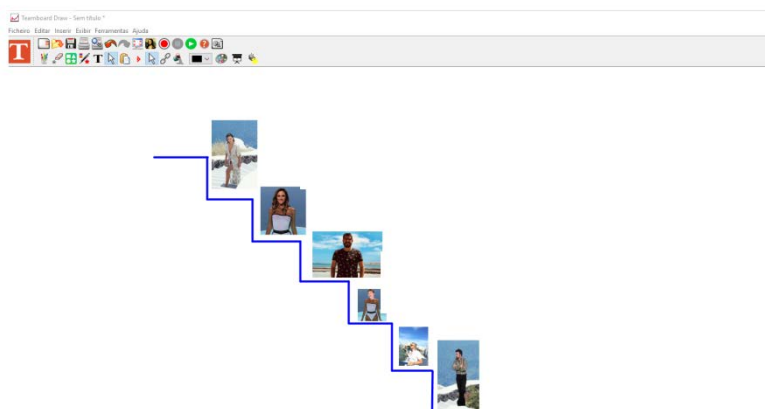 Teamboard Draw - Sem título *
Ficheiro Editar Inserir Exibir Ferramentas Ajuda
T
T